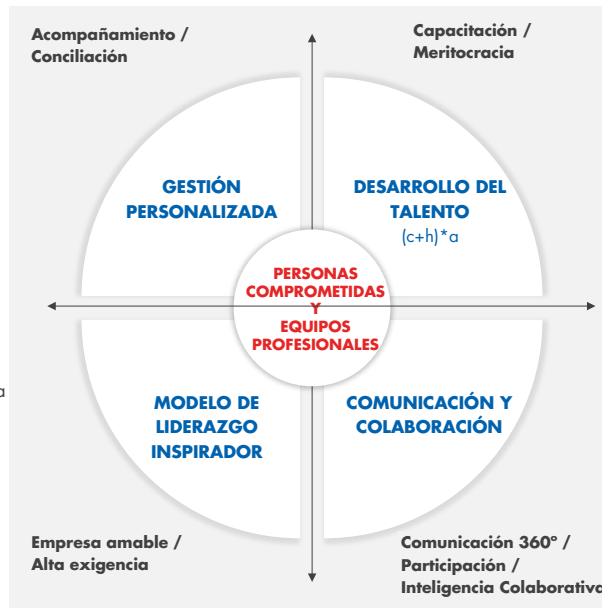 Acompañamiento /
Conciliación
Capacitación /
Meritocracia
GESTIÓN
PERSONALIZADA
DESARROLLO DEL
TALENTO
(c+h)*a
PERSONAS
COMPROMETIDAS
Y
EQUIPOS
PROFESIONALES
a
MODELO DE
LIDERAZGO
INSPIRADOR
COMUNICACIÓN Y
COLABORACIÓN
Empresa amable /
Alta exigencia
Comunicación 360º /
Participación /
Inteligencia Colaborativa